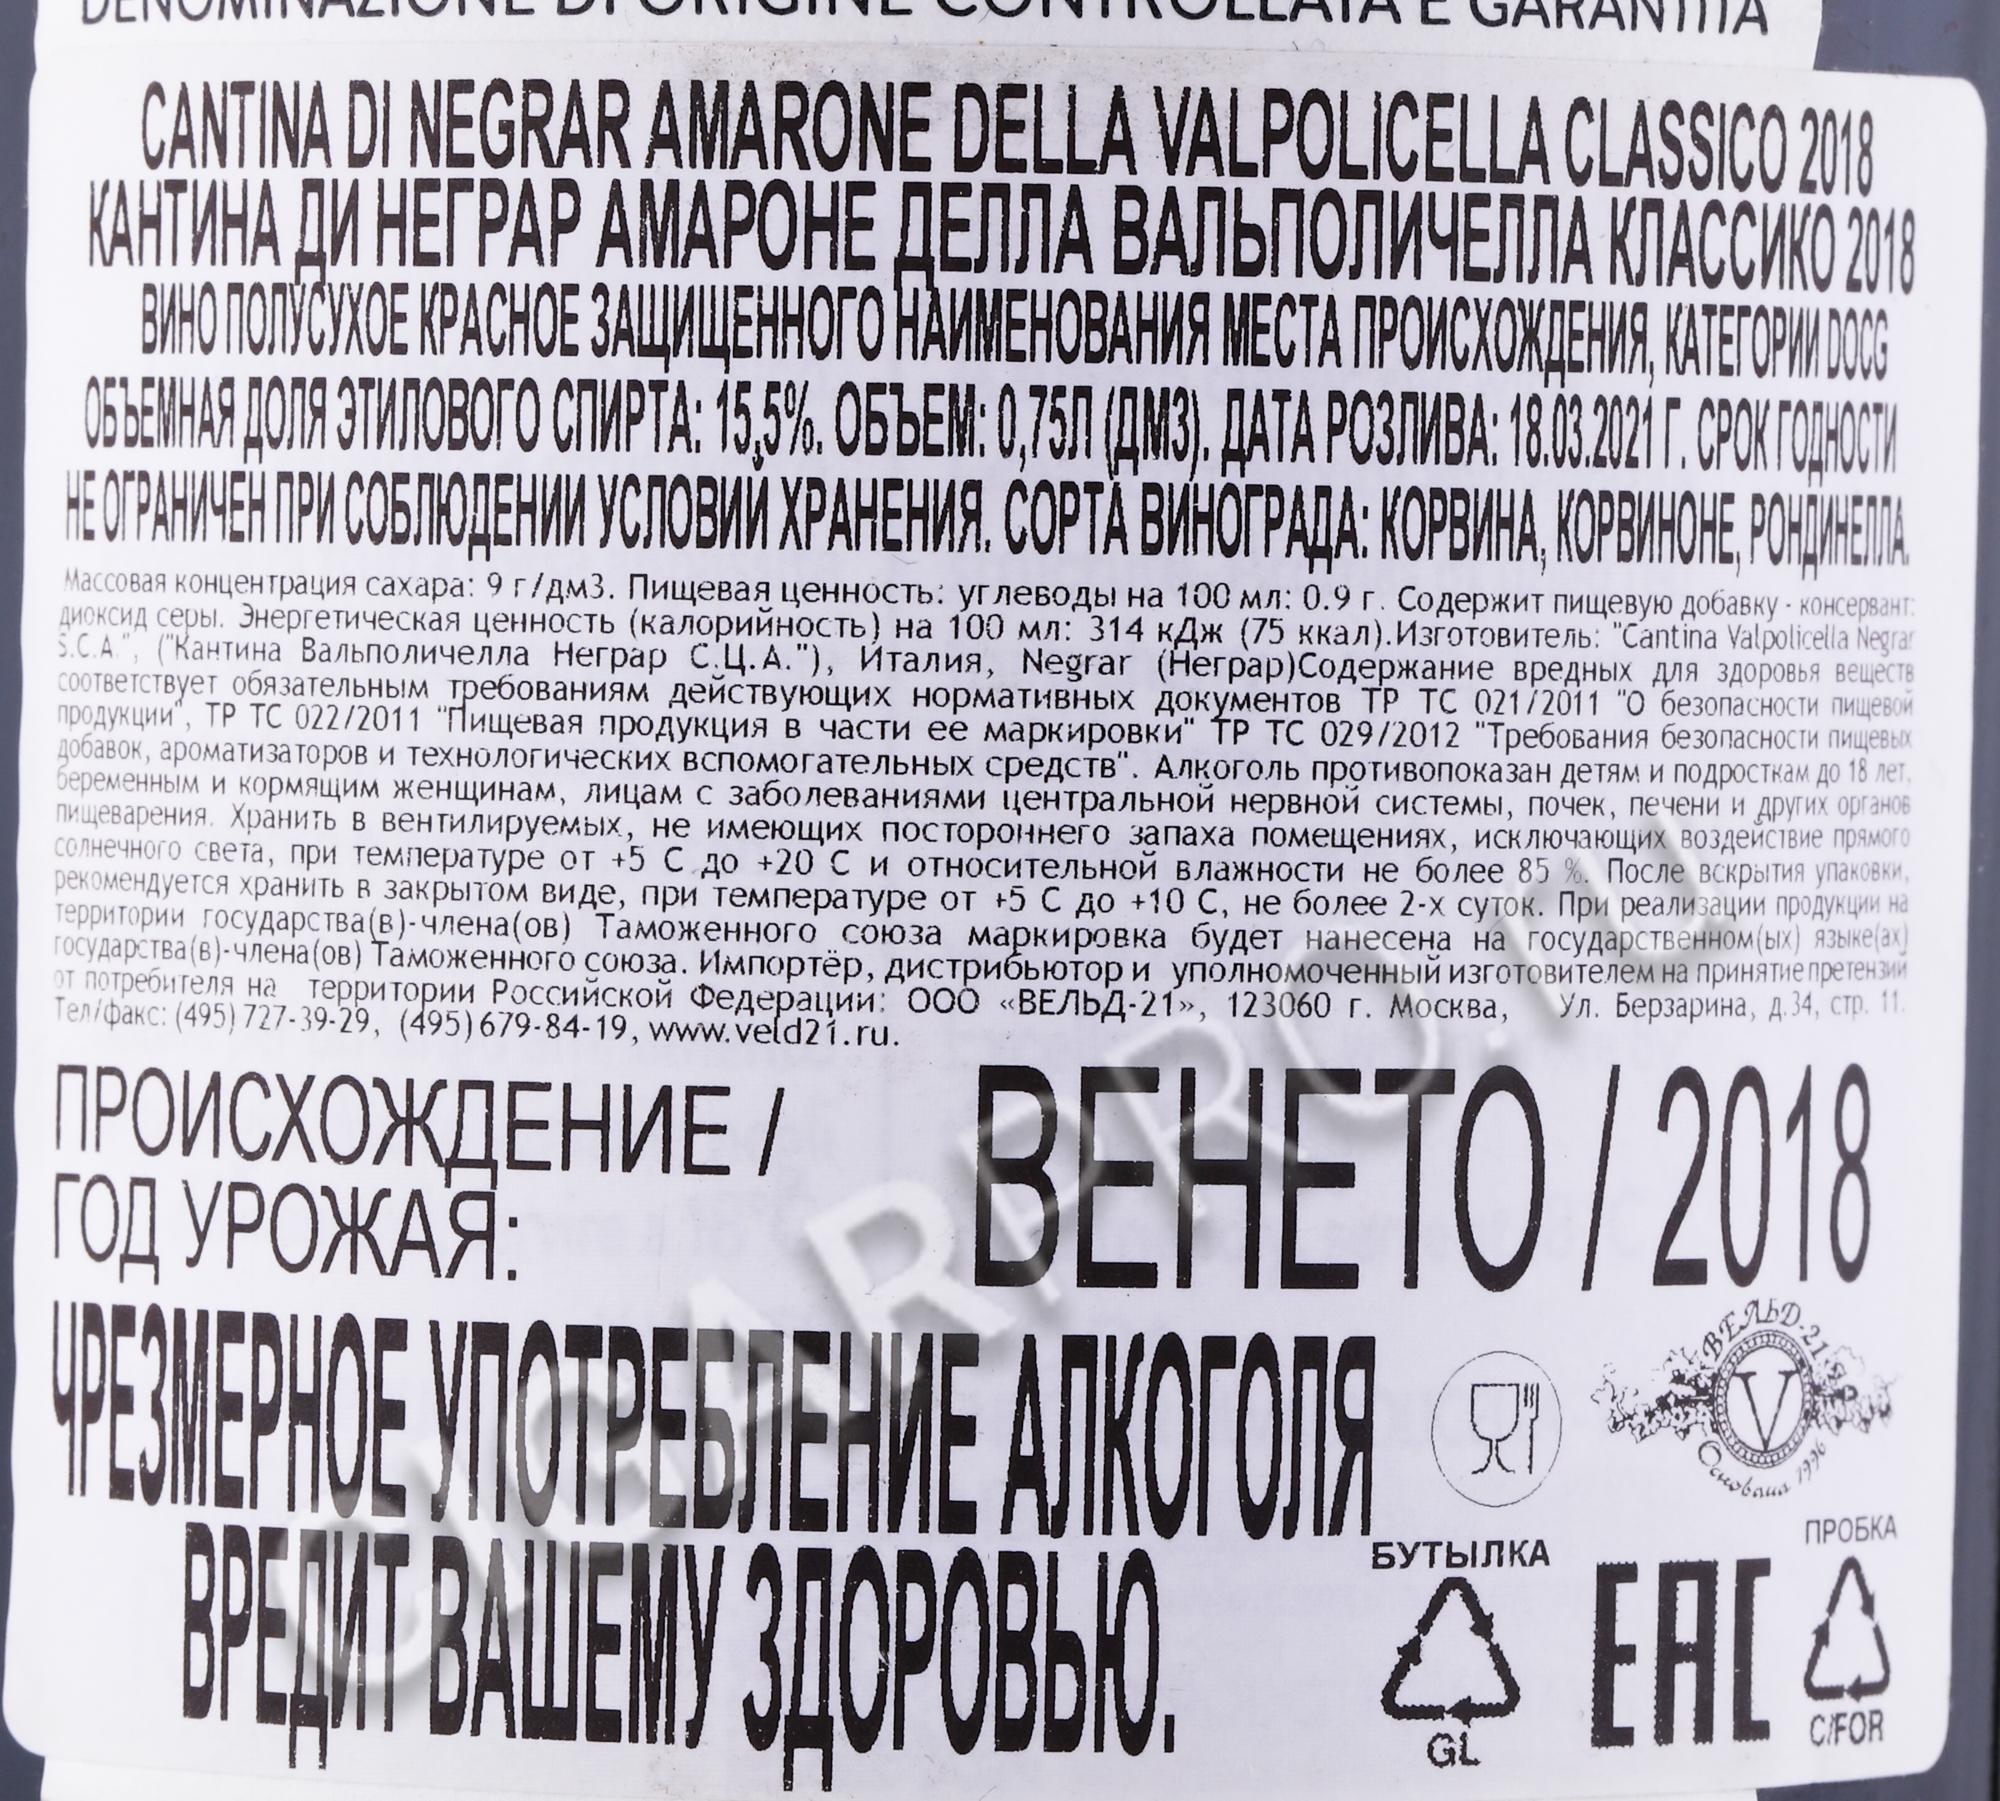 DENOMINAZIONE DI ORIGINE CONTROLLATA E GARANTITA
CANTINA DI NEGRAR AMARONE DELLA VALPOLICELLA CLASSICO 2018
КАНТИНА ДИ НЕГРАР АМАРОНЕ ДЕЛЛА ВАЛЬПОЛИЧЕЛЛА КЛАССИКО 2018
ВИНО ПОЛУСУХОЕ КРАСНОЕ ЗАЩИЩЕННОГО НАИМЕНОВАНИЯ МЕСТА ПРОИСХОЖДЕНИЯ, КАТЕГОРИИ DOCG
ОБЪЕМНАЯ ДОЛЯ ЭТИЛОВОГО СПИРТА: 15,5%. ОБЪЕМ: 0,75Л (ДМ3). ДАТА РОЗЛИВА: 18.03.2021 Г. СРОК ГОДНОСТИ
НЕ ОГРАНИЧЕН ПРИ СОБЛЮДЕНИИ УСЛОВИЙ ХРАНЕНИЯ. СОРТА ВИНОГРАДА: КОРВИНА, КОРВИНОНЕ, РОНДИНЕЛЛА.
Массовая концентрация сахара: 9 г/дм3. Пищевая ценность: углеводы на 100 мл: 0.9 г. Содержит пищевую добавку - консервант:
диоксид серы. Энергетическая ценность (калорийность) на 100 мл: 314 кДж (75 ккал).Изготовитель: "Cantina Valpolicella Negrar
S.C.A.", ("Кантина Вальполичелла Неграр С.Ц.А."), Италия, Negrar (Неграр)Содержание вредных для здоровья веществ
соответствует обязательным требованиям действующих нормативных документов ТР ТС 021/2011 "О безопасности пищевой
продукции", ТР ТС 022/2011 "Пищевая продукция в части ее маркировки" ТР ТС 029/2012 "Требования безопасности пищевых
добавок, ароматизаторов и технологических вспомогательных средств". Алкоголь противопоказан детям и подросткам до 18 лет,
беременным и кормящим женщинам, лицам с заболеваниями центральной нервной системы, почек, печени и других органов
пищеварения. Хранить в вентилируемых, не имеющих постороннего запаха помещениях, исключающих воздействие прямого
солнечного света, при температуре от +5 С до +20 С и относительной влажности не более 85 %. После вскрытия упаковки,
рекомендуется хранить в закрытом виде, при температуре от +5 С до +10 С, не более 2-х суток. При реализации продукции на
территории государства(в)-члена(ов) Таможенного союза маркировка будет нанесена на государственном(ых) языке(ах)
государства(в)-члена(ов) Таможенного союза. Импортёр, дистрибьютор и уполномоченный изготовителем на принятие претензий
от потребителя на территории Российской Федерации: ООО «ВЕЛЬД-21», 123060 г. Москва, Ул. Берзарина, д.34, стр. 11.
Тел/факс: (495) 727-39-29, (495)679-84-19, www.veld21.ru.
ПРОИСХОЖДЕНИЕ /
ГОД УРОЖАЯ:
ВЕНЕТО / 2018
ЧРЕЗМЕРНОЕ УПОТРЕБЛЕНИЕ АЛКОГОЛЯ
ВРЕДИТ ВАШЕМУ ЗДОРОВЬЮ.
ВЕЛЬД-21
V
Основана 1996
БУТЫЛКА
GL
EAC
ПРОБКА
C/FOR
CIGARPRO.ru